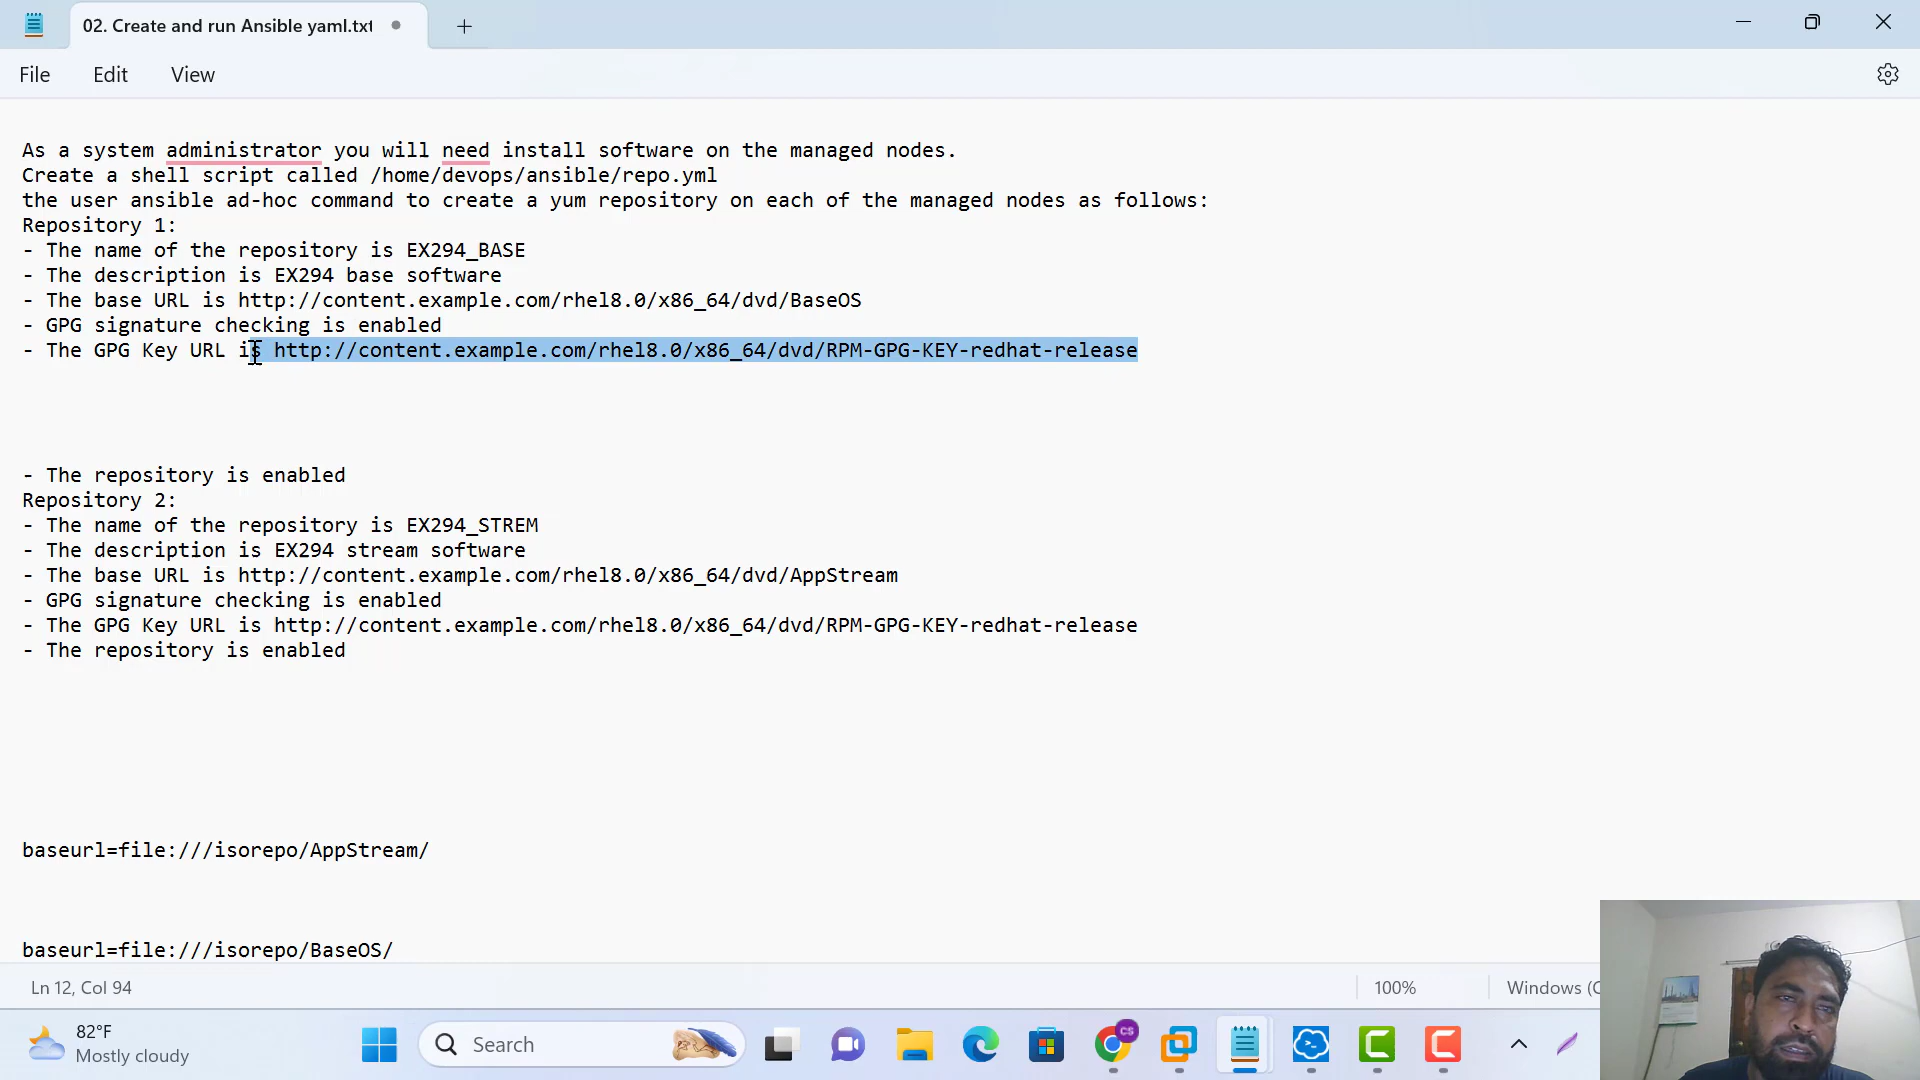 02. Create and run Ansible yaml.txt
File Edit View
As a system administrator you will need install software on the managed nodes.
Create a shell script called /home/devops/ansible/repo.yml
the user ansible ad-hoc command to create a yum repository on each of the managed nodes as follows:
Repository 1:
- The name of the repository is EX294_BASE
- The description is EX294 base software
- The base URL is http://content.example.com/rhel8.0/x86_64/dvd/BaseOS
- GPG signature checking is enabled
- The GPG Key URL is http://content.example.com/rhel8.0/x86_64/dvd/RPM-GPG-KEY-redhat-release
- The repository is enabled
Repository 2:
- The name of the repository is EX294_STREM
- The description is EX294 stream software
- The base URL is http://content.example.com/rhel8.0/x86_64/dvd/AppStream
- GPG signature checking is enabled
- The GPG Key URL is http://content.example.com/rhel8.0/x86_64/dvd/RPM-GPG-KEY-redhat-release
- The repository is enabled
baseurl=file:///isorepo/AppStream/
baseurl=file:///isorepo/BaseOS/
Ln 12, Col 94 100% Windows (C
82°F
Mostly cloudy
Search
CS